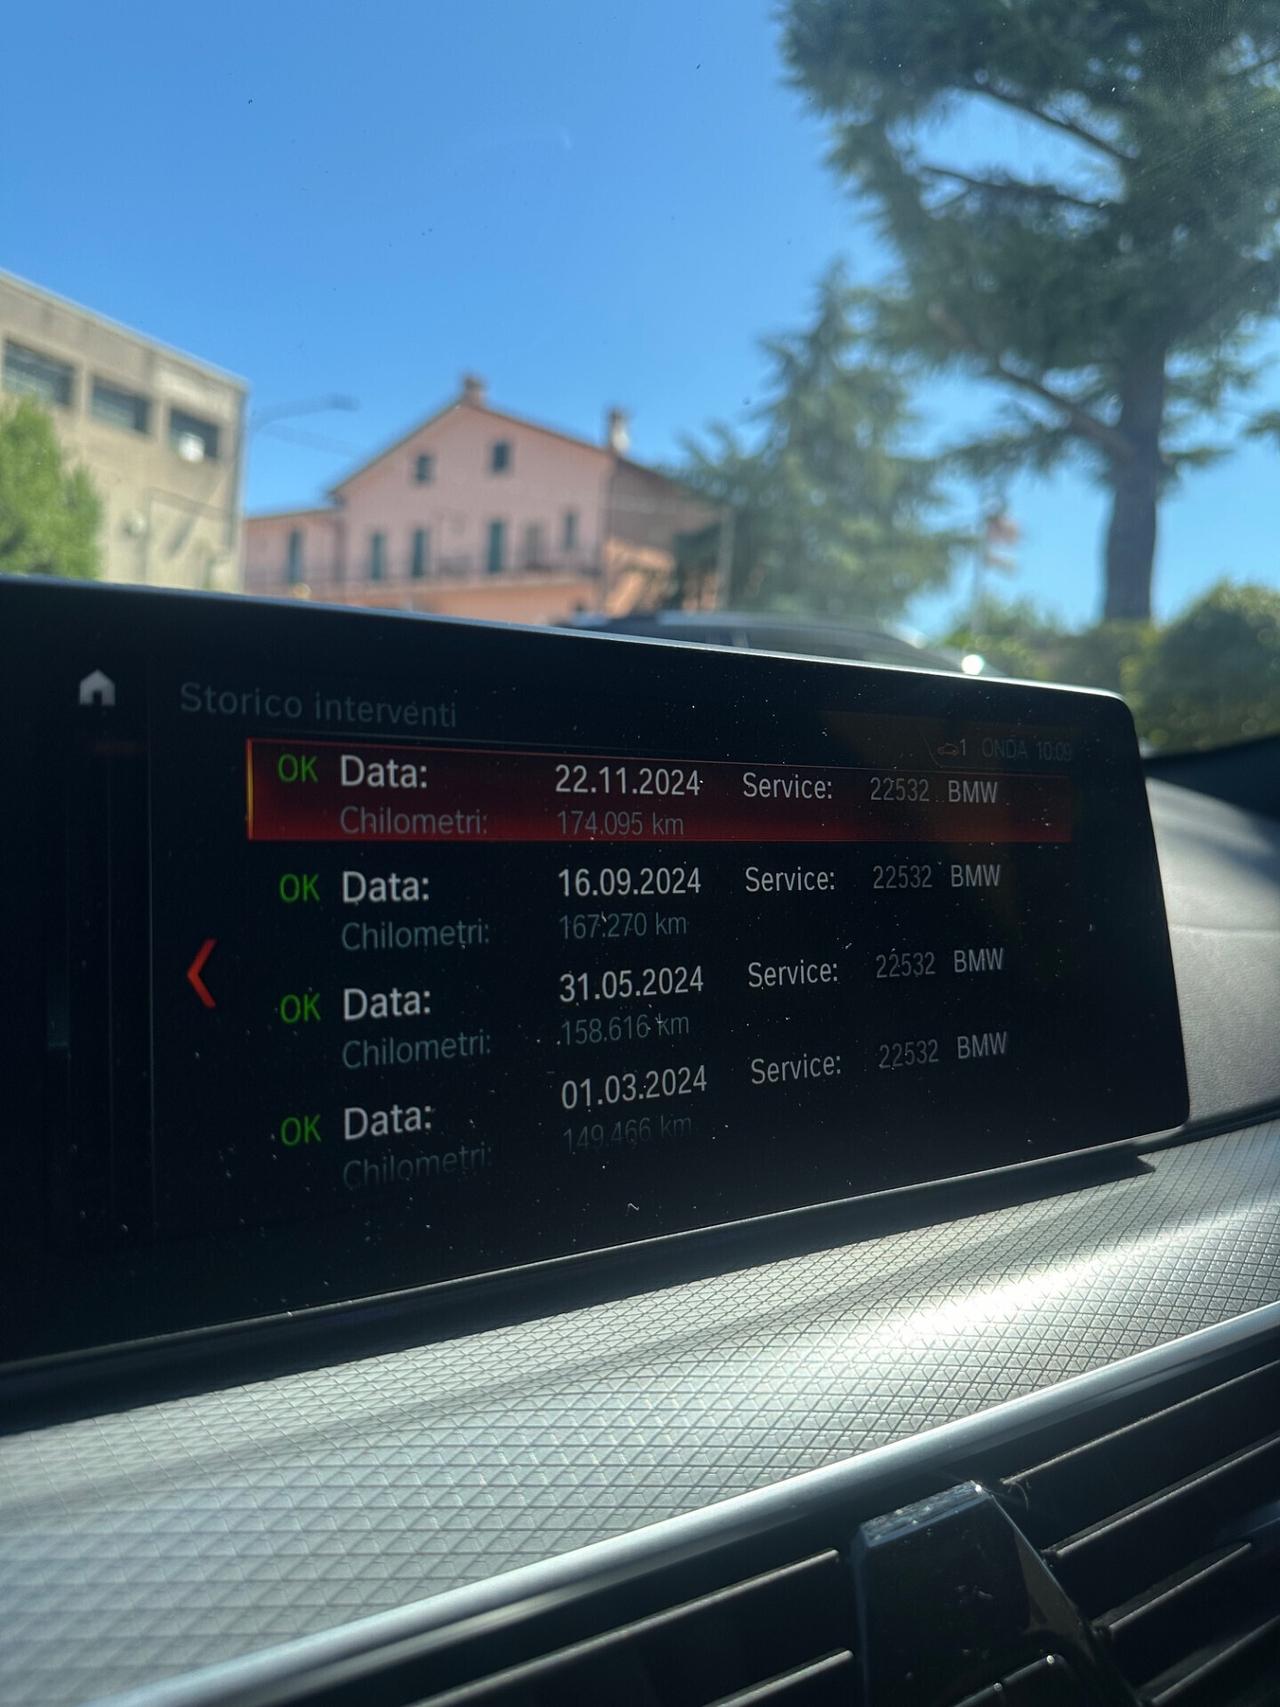 Storico interventi
1 ONDA 10:09
OK Data: 22.11.2024 Service: 22532 BMW
Chilometri: 174.095 km
OK Data: 16.09.2024 Service: 22532 BMW
Chilometri: 167.270 km
OK Data: 31.05.2024 Service: 22532 BMW
Chilometri: 158.616 km
OK Data: 01.03.2024 Service: 22532 BMW
Chilometri: 149.466 km